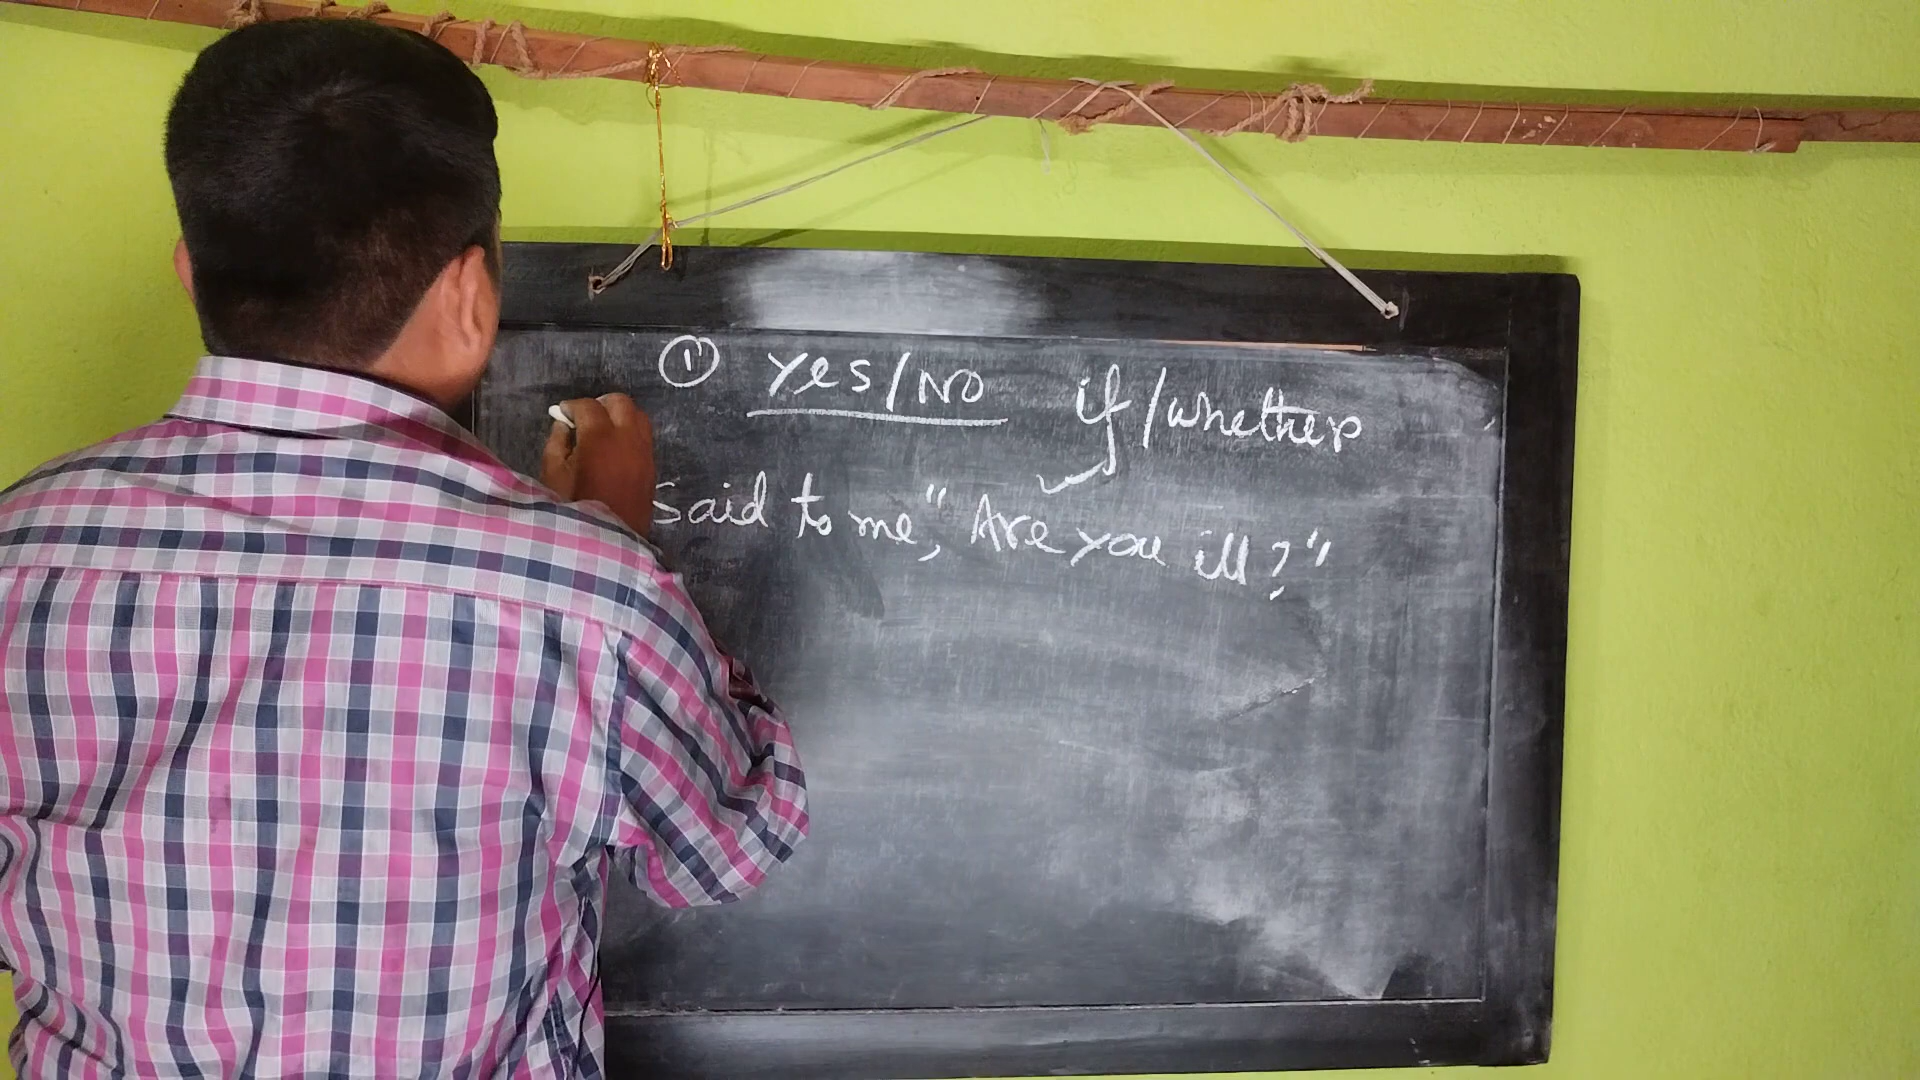 ① Yes/No if/whether
said to me, "Are you ill?"